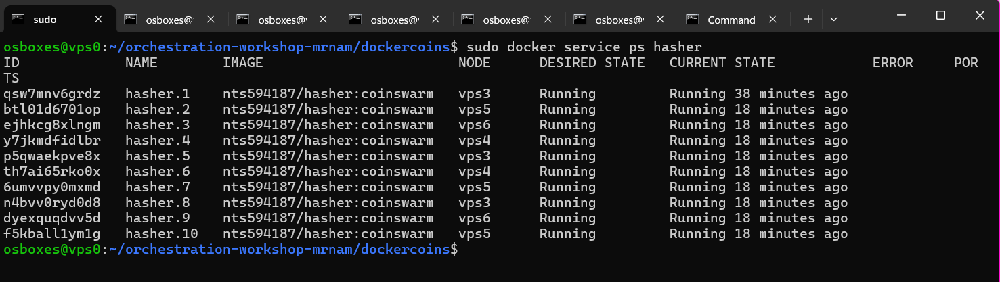 sudo osboxes@v osboxes@v osboxes@v osboxes@v osboxes@v Command
osboxes@vps0:~/orchestration-workshop-mrnam/dockercoins$ sudo docker service ps hasher
ID NAME IMAGE NODE DESIRED STATE CURRENT STATE ERROR POR
TS
qsw7mnv6grdz hasher.1 nts594187/hasher:coinswarm vps3 Running Running 38 minutes ago
btl01d6701op hasher.2 nts594187/hasher:coinswarm vps5 Running Running 18 minutes ago
ejhkcg8xlngm hasher.3 nts594187/hasher:coinswarm vps6 Running Running 18 minutes ago
y7jkmdfidlbr hasher.4 nts594187/hasher:coinswarm vps4 Running Running 18 minutes ago
p5qwaekpve8x hasher.5 nts594187/hasher:coinswarm vps3 Running Running 18 minutes ago
th7ai65rko0x hasher.6 nts594187/hasher:coinswarm vps4 Running Running 18 minutes ago
6umvvpy0mxmd hasher.7 nts594187/hasher:coinswarm vps5 Running Running 18 minutes ago
n4bvv0ryd0d8 hasher.8 nts594187/hasher:coinswarm vps3 Running Running 18 minutes ago
dyexquqdvv5d hasher.9 nts594187/hasher:coinswarm vps6 Running Running 18 minutes ago
f5kball1ym1g hasher.10 nts594187/hasher:coinswarm vps5 Running Running 18 minutes ago
osboxes@vps0:~/orchestration-workshop-mrnam/dockercoins$